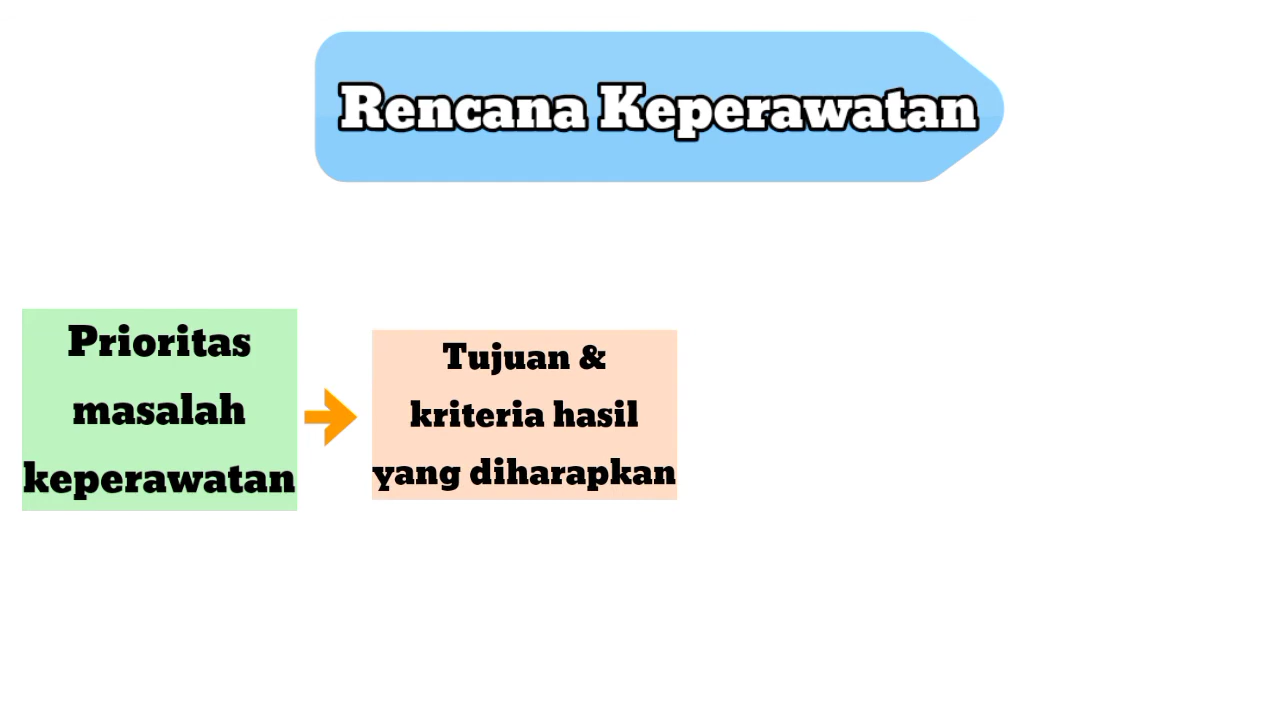 Rencana Keperawatan
Prioritas
masalah
keperawatan
Tujuan &
kriteria hasil
yang diharapkan